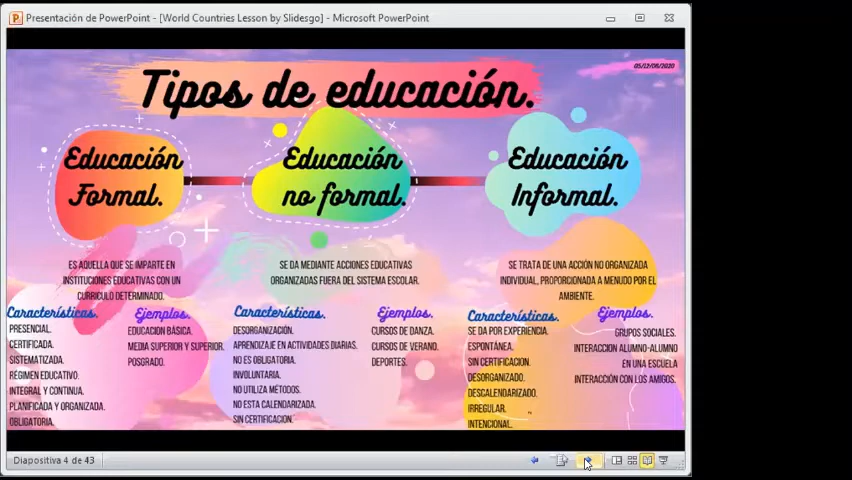 Presentación de PowerPoint - [World Countries Lesson by Slidesgo] - Microsoft PowerPoint
Tipos de educación.
05/12/06/2020
Educación
Formal.
Educación
no formal.
Educación
Informal.
ES AQUELLA QUE SE IMPARTE EN
INSTITUCIONES EDUCATIVAS CON UN
CURRICULO DETERMINADO.
SE DA MEDIANTE ACCIONES EDUCATIVAS
ORGANIZADAS FUERA DEL SISTEMA ESCOLAR.
SE TRATA DE UNA ACCIÓN NO ORGANIZADA
INDIVIDUAL, PROPORCIONADA A MENUDO POR EL
AMBIENTE.
Características.
PRESENCIAL.
CERTIFICADA.
SISTEMATIZADA.
RÉGIMEN EDUCATIVO.
INTEGRAL Y CONTINUA.
PLANIFICADA Y ORGANIZADA.
OBLIGATORIA.
Ejemplos.
EDUCACION BÁSICA.
MEDIA SUPERIOR Y SUPERIOR.
POSGRADO.
Características.
DESORGANIZACIÓN.
APRENDIZAJE EN ACTIVIDADES DIARIAS.
NO ES OBLIGATORIA.
INVOLUNTARIA.
NO UTILIZA MÉTODOS.
NO ESTA CALENDARIZADA.
SIN CERTIFICACION.
Ejemplos.
CURSOS DE DANZA.
CURSOS DE VERANO.
DEPORTES.
Características.
SE DA POR EXPERIENCIA.
ESPONTÁNEA.
SIN CERTIFICACION.
DESORGANIZADO.
DESCALENDARIZADO.
IRREGULAR.
INTENCIONAL.
Ejemplos.
GRUPOS SOCIALES.
INTERACCION ALUMNO-ALUMNO
EN UNA ESCUELA
INTERACCIÓN CON LOS AMIGOS.
Diapositiva 4 de 43